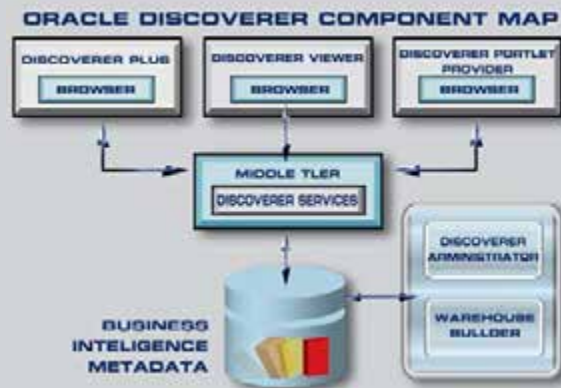 ORACLE DISCOVERER COMPONENT MAP
DISCOVERER PLUS
BROWSER
DISCOVERER VIEWER
BROWSER
DISCOVERER PORTLET
PROVIDER
BROWSER
MIDDLE TLER
DISCOVERER SERVICES
DISCOVERER
ARMINISTRATOR
WAREHOUSE
BULLDER
BUSINESS
INTELIGENCE
METADATA